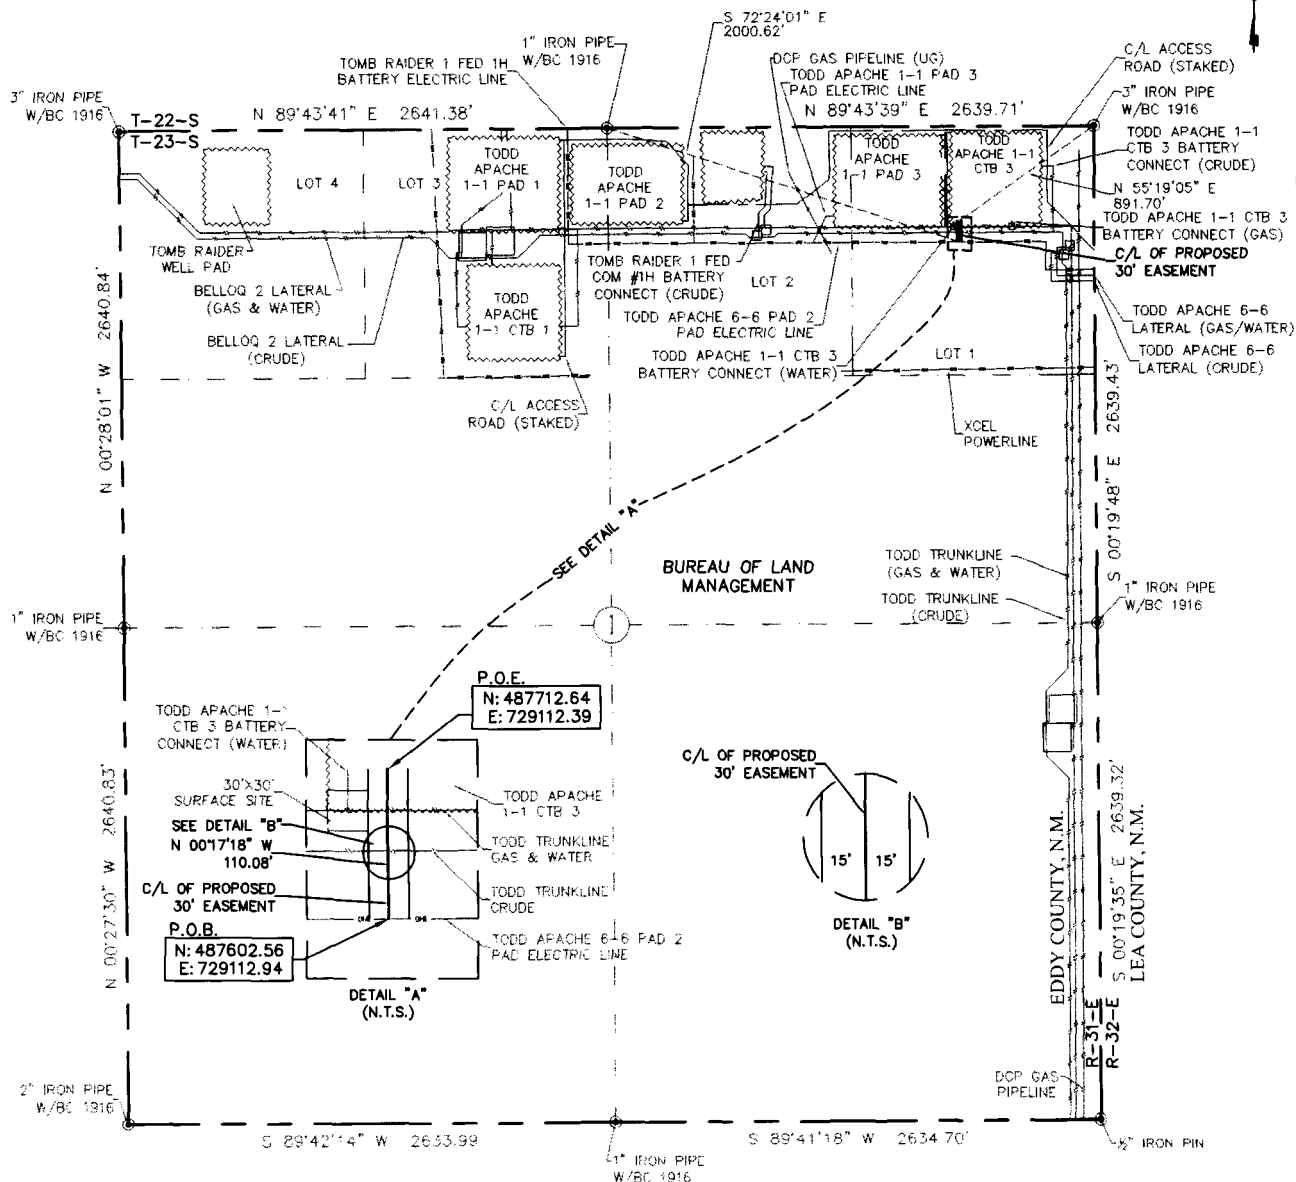 S 72°24'01" E
2000.62'
1" IRON PIPE
W/BC 1916
TOMB RAIDER 1 FED 1H
BATTERY ELECTRIC LINE
DCP GAS PIPELINE (UG)
TODD APACHE 1-1 PAD 3
PAD ELECTRIC LINE
C/L ACCESS
ROAD (STAKED)
3" IRON PIPE
W/BC 1916
T-22-S
T-23-S
N 89°43'41" E 2641.38'
N 89°43'39" E 2639.71'
3" IRON PIPE
W/BC 1916
TODD APACHE 1-1
CTB 3 BATTERY
CONNECT (CRUDE)
N 55°19'05" E
891.70'
TODD APACHE 1-1 CTB 3
BATTERY CONNECT (GAS)
C/L OF PROPOSED
30' EASEMENT
LOT 4
LOT 3
TODD
APACHE
1-1 PAD 1
TODD
APACHE
1-1 PAD 2
TODD
APACHE
1-1 PAD 3
TODD
APACHE 1-1
CTB 3
TOMB RAIDER
WELL PAD
BELLOQ 2 LATERAL
(GAS & WATER)
BELLOQ 2 LATERAL
(CRUDE)
TODD
APACHE
1-1 CTB 1
TOMB RAIDER 1 FED
COM #1H BATTERY
CONNECT (CRUDE)
LOT 2
TODD APACHE 6-6 PAD 2
PAD ELECTRIC LINE
TODD APACHE 1-1 CTB 3
BATTERY CONNECT (WATER)
LOT 1
TODD APACHE 6-6
LATERAL (GAS/WATER)
TODD APACHE 6-6
LATERAL (CRUDE)
C/L ACCESS
ROAD (STAKED)
XCEL
POWERLINE
N 00°28'01" W 2640.84'
S 00°19'48" E 2639.43'
SEE DETAIL "A"
BUREAU OF LAND
MANAGEMENT
TODD TRUNKLINE
(GAS & WATER)
TODD TRUNKLINE
(CRUDE)
1" IRON PIPE
W/BC 1916
1" IRON PIPE
W/BC 1916
1
P.O.E.
N: 487712.64
E: 729112.39
TODD APACHE 1-1
CTB 3 BATTERY
CONNECT (WATER)
30'X30'
SURFACE SITE
SEE DETAIL "B"
N 00°17'18" W
110.08'
C/L OF PROPOSED
30' EASEMENT
P.O.B.
N: 487602.56
E: 729112.94
TODD APACHE
1-1 CTB 3
TODD TRUNKLINE
GAS & WATER
TODD TRUNKLINE
CRUDE
OHE OHE
TODD APACHE 6-6 PAD 2
PAD ELECTRIC LINE
DETAIL "A"
(N.T.S.)
C/L OF PROPOSED
30' EASEMENT
15' 15'
DETAIL "B"
(N.T.S.)
N 00°27'30" W 2640.83'
EDDY COUNTY, N.M.
LEA COUNTY, N.M.
S 00°19'35" E 2639.32'
R-31-E
R-32-E
DCP GAS
PIPELINE
2" IRON PIPE
W/BC 1916
S 89°42'14" W 2633.99
S 89°41'18" W 2634.70'
1" IRON PIPE
W/BC 1916
½" IRON PIN